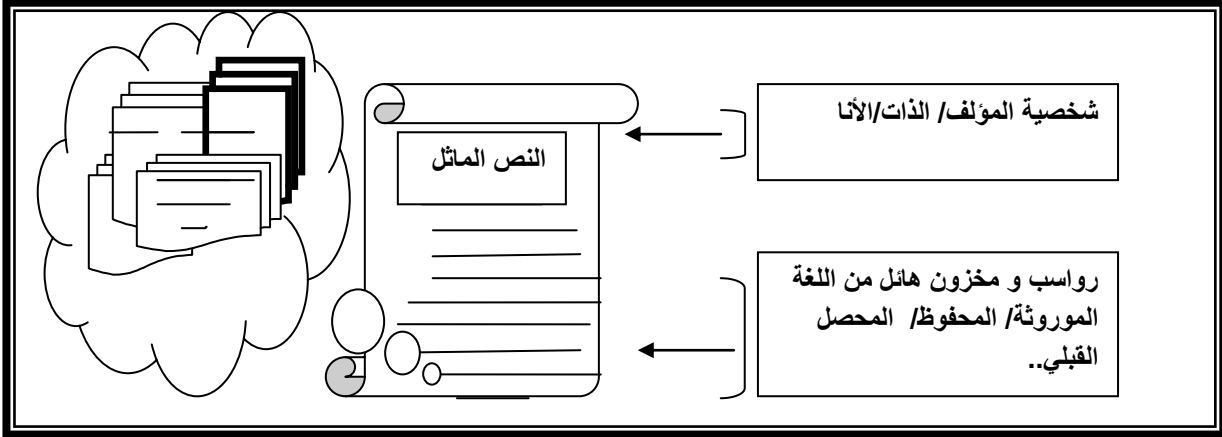 شخصية المؤلف/ الذات/الأنا
النص الماثل
رواسب و مخزون هائل من اللغة
الموروثة/ المحفوظ/ المحصل
القبلي..